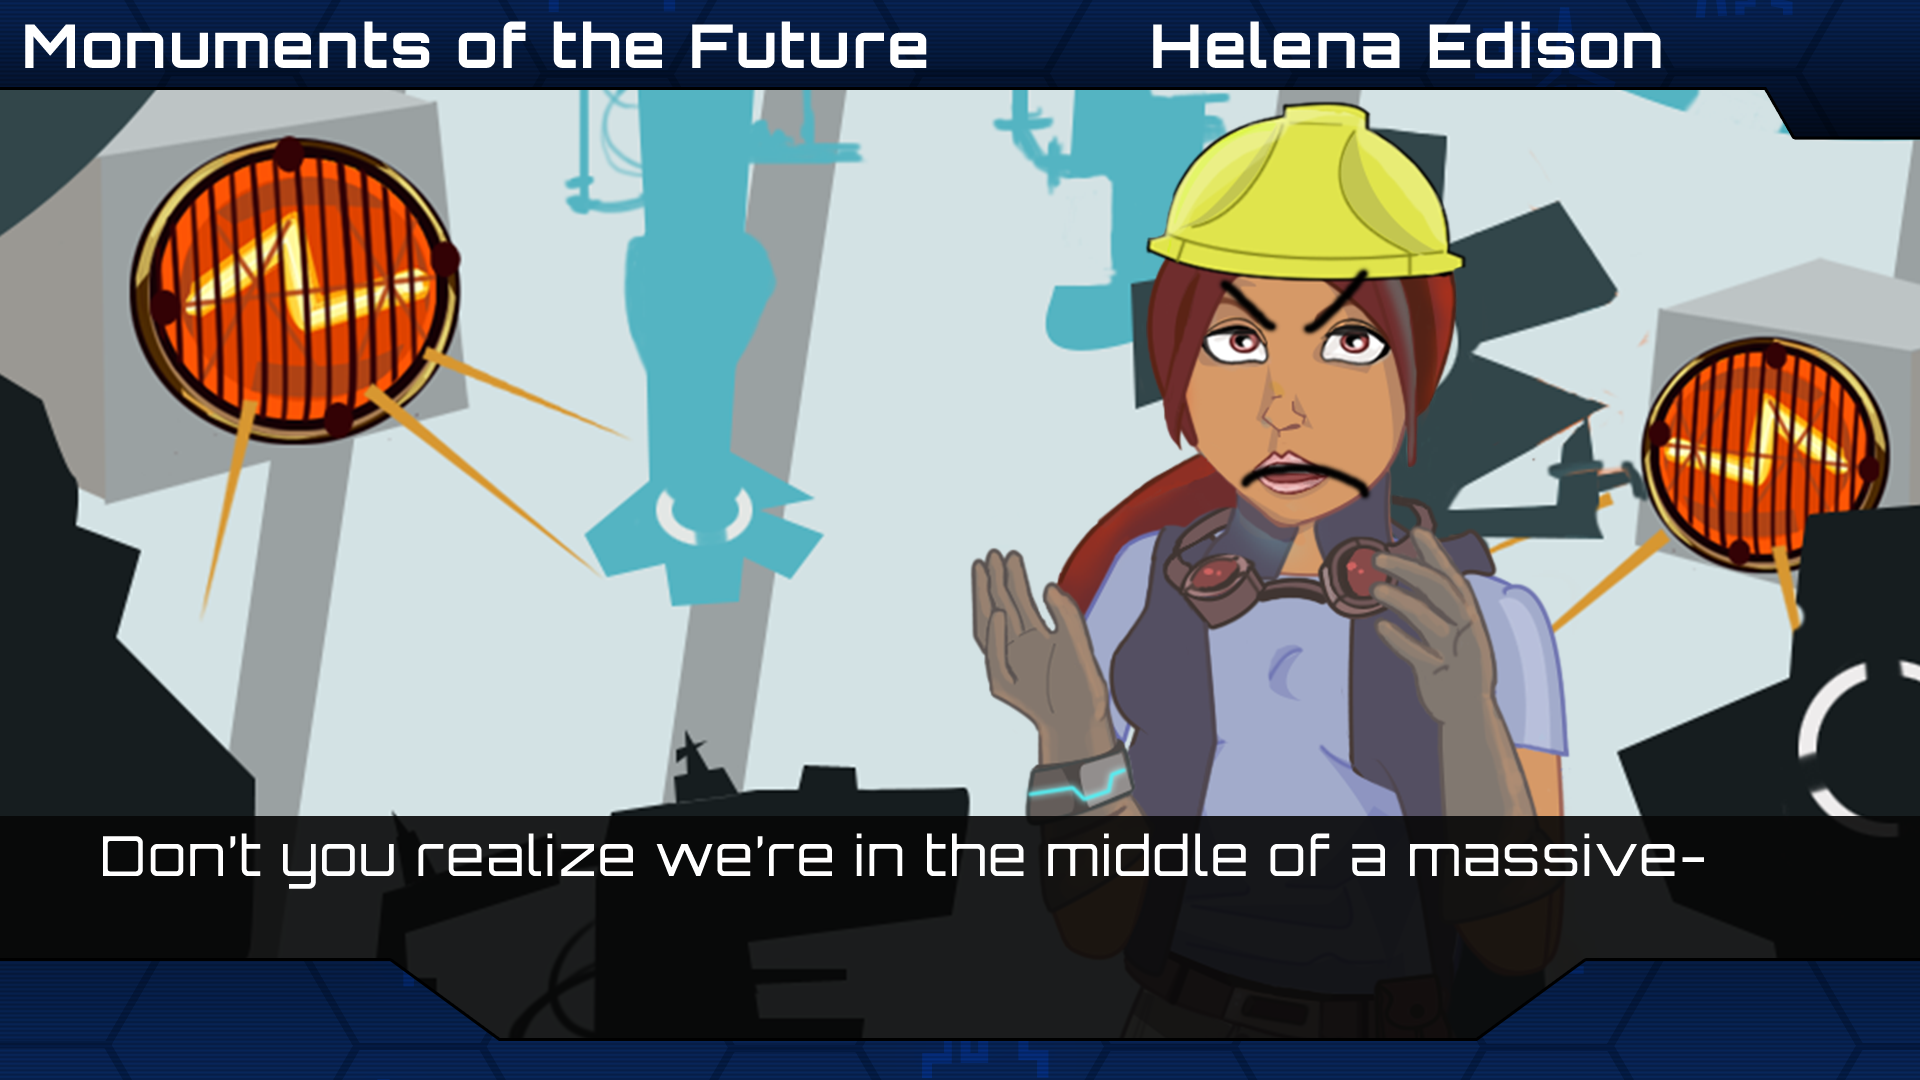 Monuments of the Future
Helena Edison
Don't you realize we're in the middle of a massive-